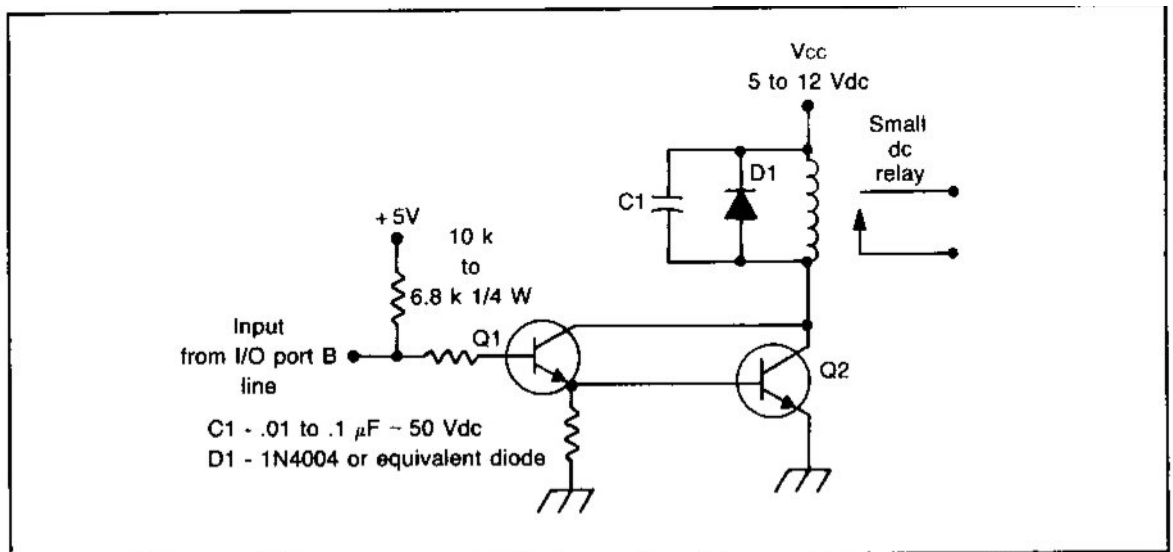 Vcc
5 to 12 Vdc
Small
dc
relay
D1
C1
+5V
10 k
to
6.8 k 1/4 W
Input
from I/O port B
line
Q1
Q2
C1 - .01 to .1 μF ~ 50 Vdc
D1 - 1N4004 or equivalent diode